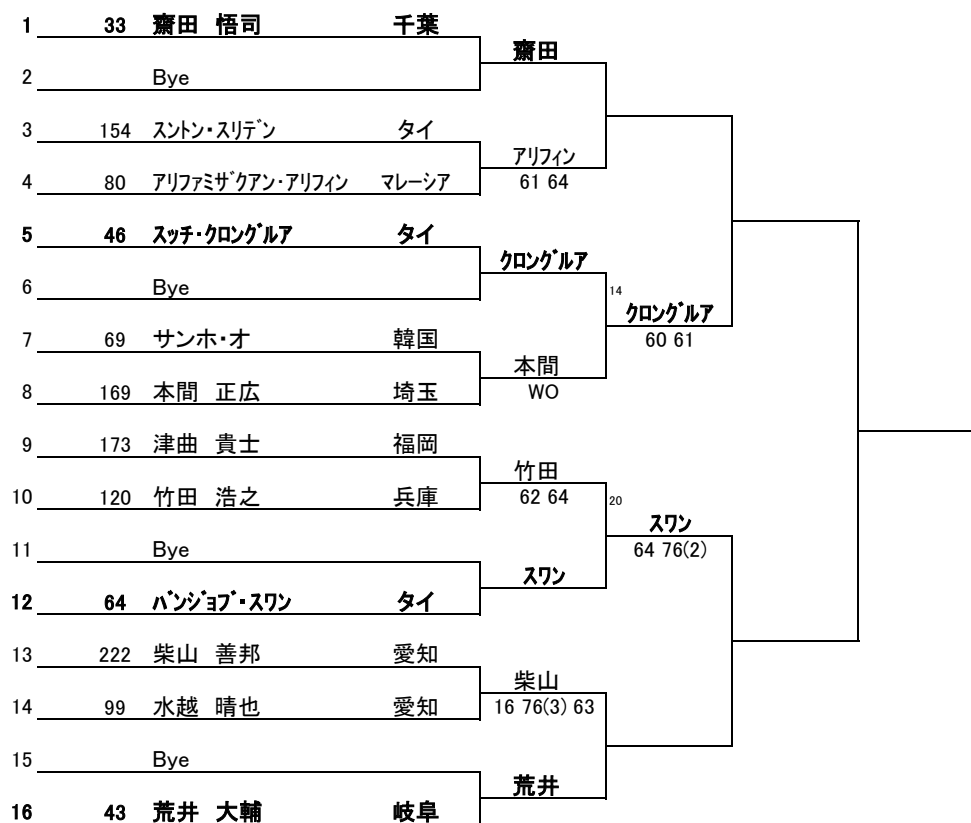 1 33 齋田 悟司 千葉
齋田
2 Bye
3 154 スントン・スリデン タイ
アリフィン
61 64
4 80 アリファミザクアン・アリフィン マレーシア
5 46 スッチ・クロングルア タイ
クロングルア
6 Bye
14
クロングルア
60 61
7 69 サンホ・オ 韓国
本間
WO
8 169 本間 正広 埼玉
9 173 津曲 貴士 福岡
竹田
62 64
10 120 竹田 浩之 兵庫
20
スワン
64 76(2)
11 Bye
スワン
12 64 バンジョブ・スワン タイ
13 222 柴山 善邦 愛知
柴山
16 76(3) 63
14 99 水越 晴也 愛知
15 Bye
荒井
16 43 荒井 大輔 岐阜